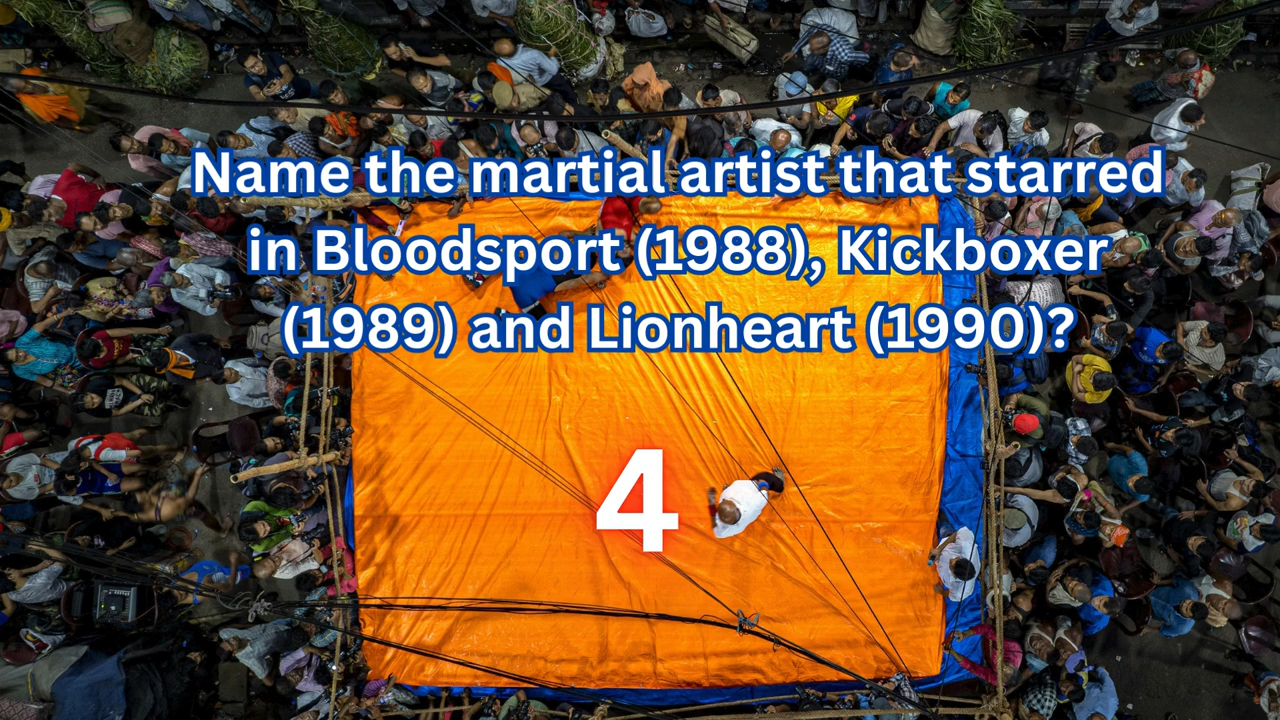 Name the martial artist that starred
in Bloodsport (1988), Kickboxer
(1989) and Lionheart (1990)?
4